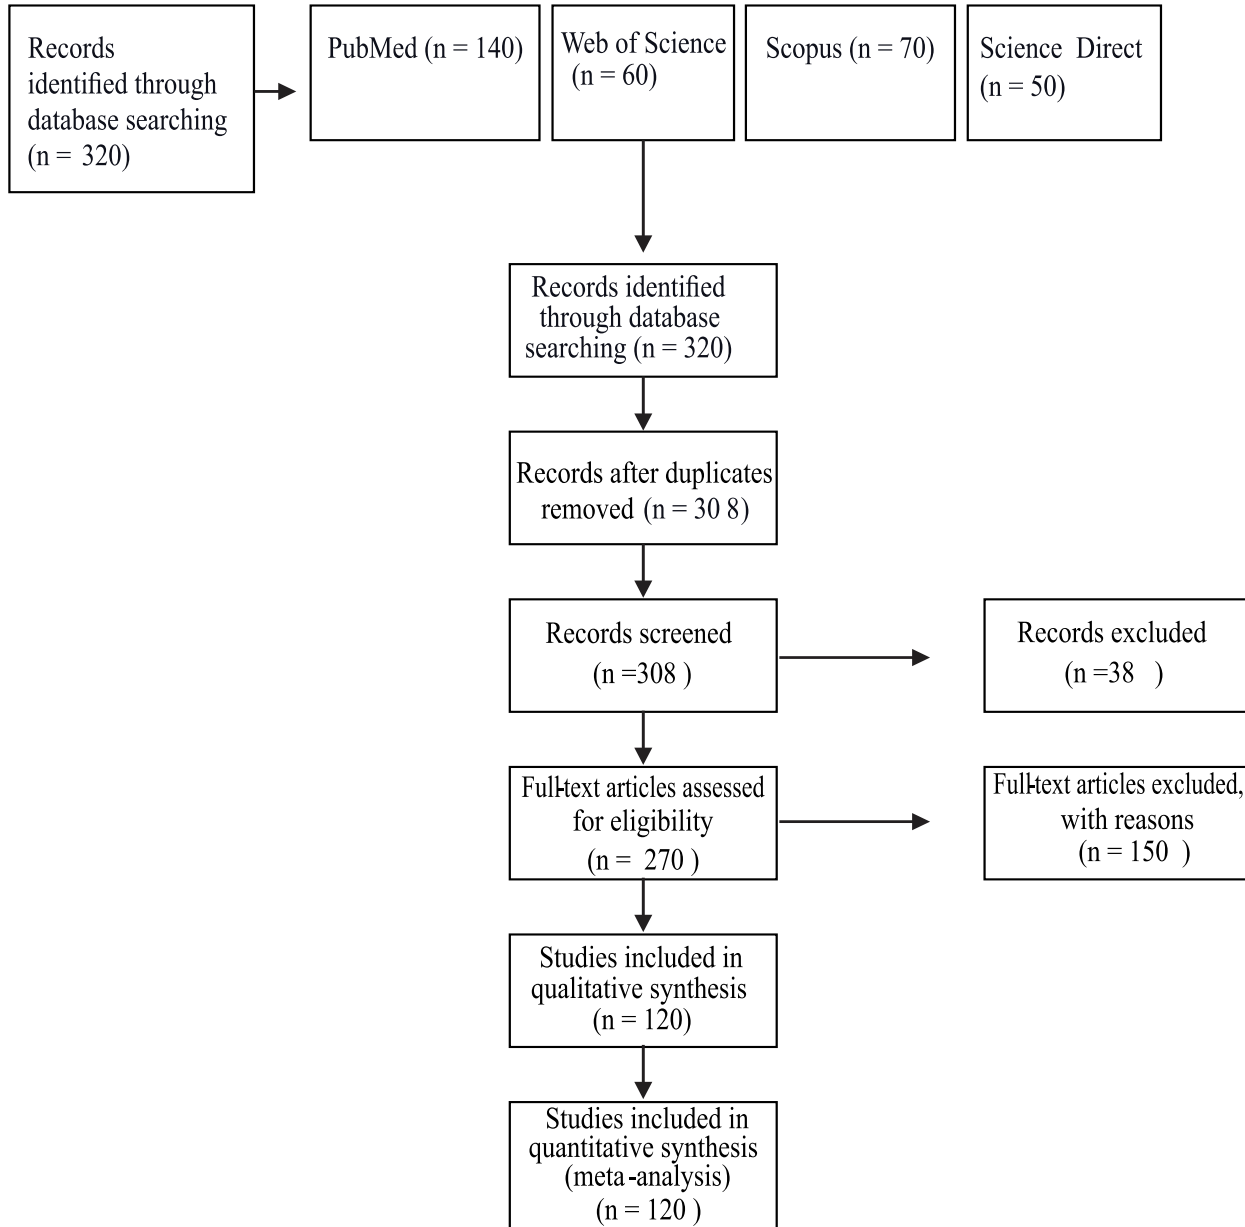 Records
identified through
database searching
(n = 320)
PubMed (n = 140)
Web of Science
(n = 60)
Scopus (n = 70)
Science Direct
(n = 50)
Records identified
through database
searching (n = 320)
Records after duplicates
removed (n = 30 8)
Records screened
(n =308 )
Records excluded
(n =38 )
Full-text articles assessed
for eligibility
(n = 270 )
Full-text articles excluded,
with reasons
(n = 150 )
Studies included in
qualitative synthesis
(n = 120)
Studies included in
quantitative synthesis
(meta-analysis)
(n = 120 )